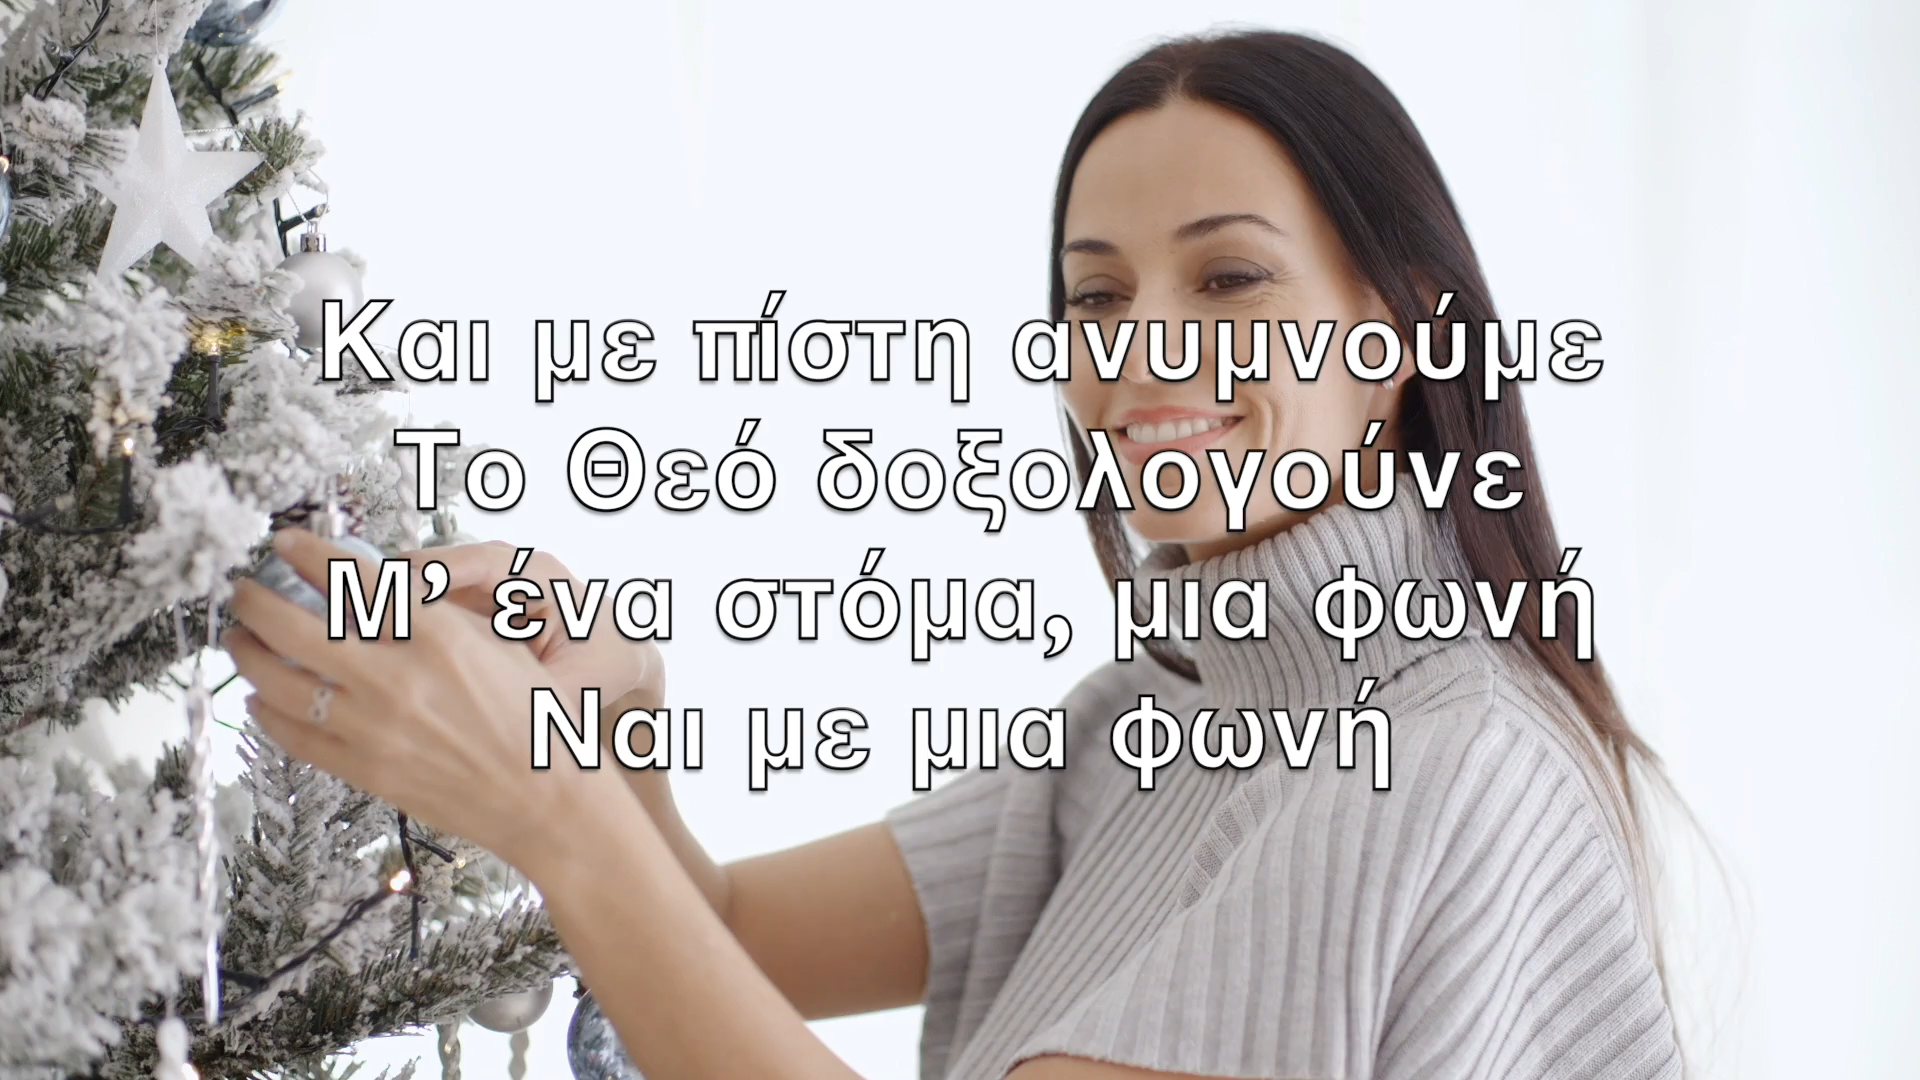 Και με πίστη ανυμνούμε
Το Θεό δοξολογούνε
Μ’ ένα στόμα, μια φωνή
Ναι με μια φωνή